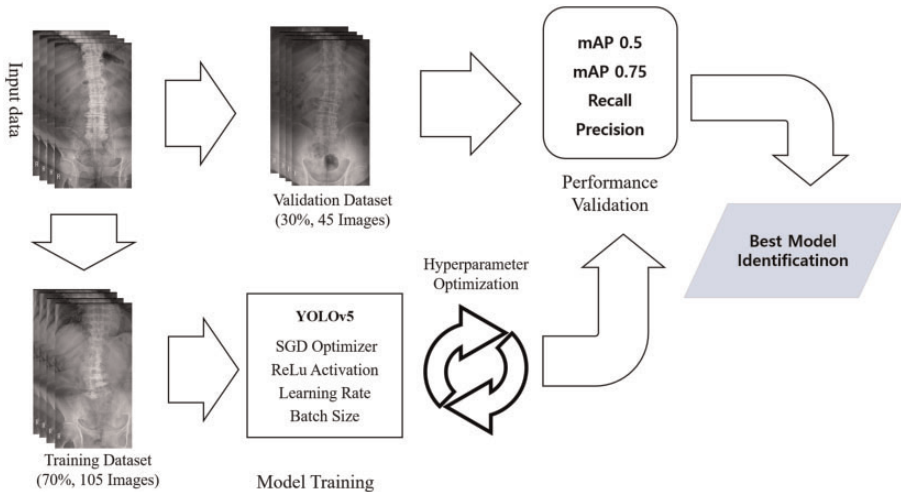 Input data
Validation Dataset
(30%, 45 Images)
mAP 0.5
mAP 0.75
Recall
Precision
Performance
Validation
Best Model
Identificatinon
Training Dataset
(70%, 105 Images)
YOLOv5
SGD Optimizer
ReLu Activation
Learning Rate
Batch Size
Model Training
Hyperparameter
Optimization